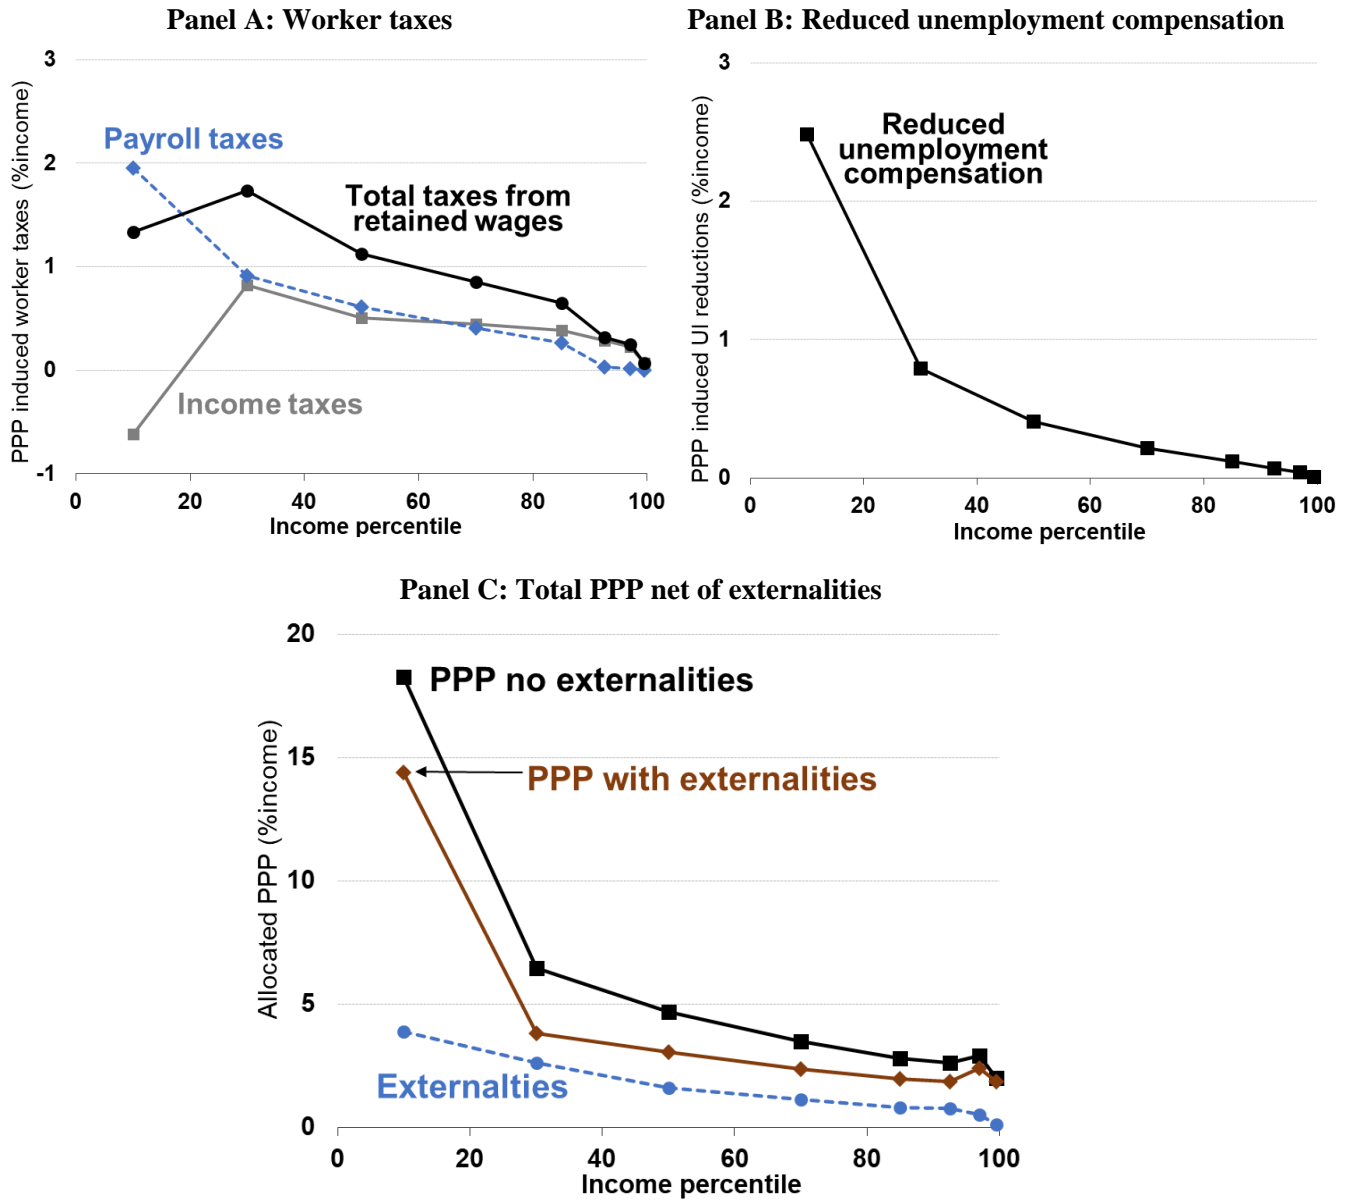 Panel A: Worker taxes
PPP induced worker taxes (%income)
3
2
1
0
-1
Payroll taxes
Total taxes from
retained wages
Income taxes
0 20 40 60 80 100
Income percentile
Panel B: Reduced unemployment compensation
PPP induced UI reductions (%income)
3
2
1
0
Reduced
unemployment
compensation
0 20 40 60 80 100
Income percentile
Panel C: Total PPP net of externalities
Allocated PPP (%income)
20
15
10
5
0
PPP no externalities
PPP with externalities
Externalties
0 20 40 60 80 100
Income percentile